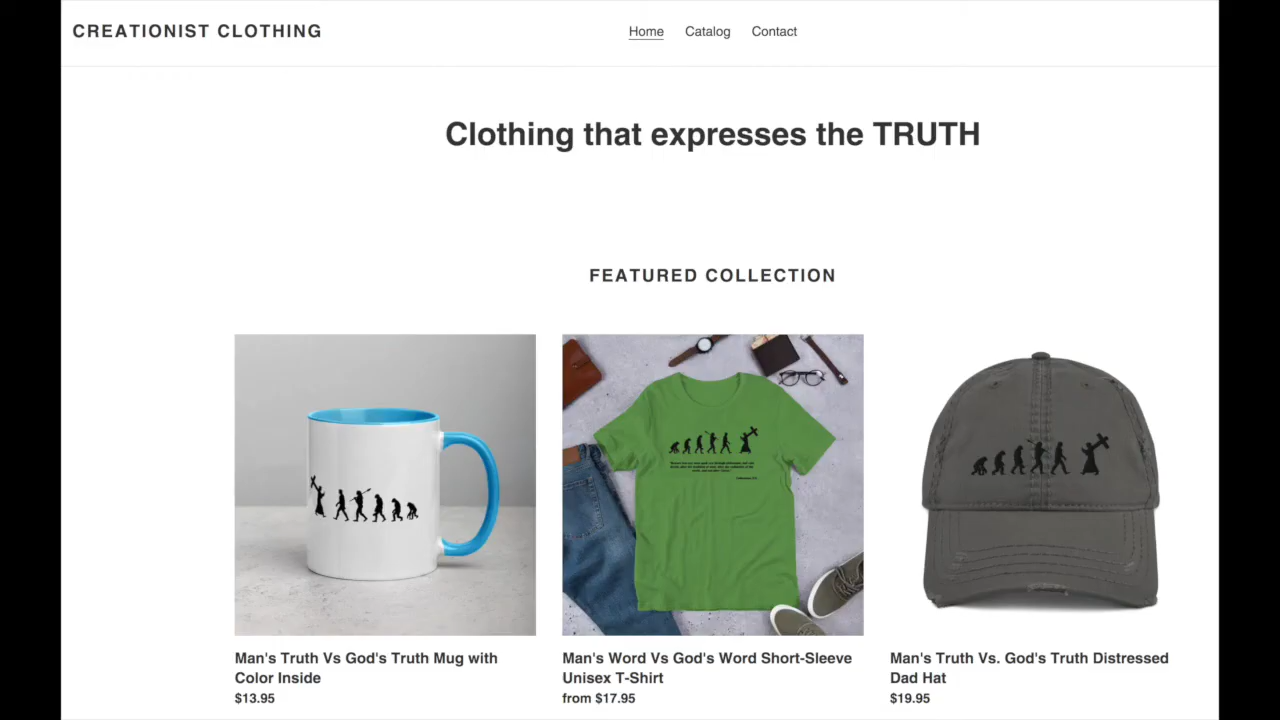 CREATIONIST CLOTHING
Home Catalog Contact
Clothing that expresses the TRUTH
FEATURED COLLECTION
Man's Truth Vs God's Truth Mug with
Color Inside
$13.95
Man's Word Vs God's Word Short-Sleeve
Unisex T-Shirt
from $17.95
Man's Truth Vs. God's Truth Distressed
Dad Hat
$19.95